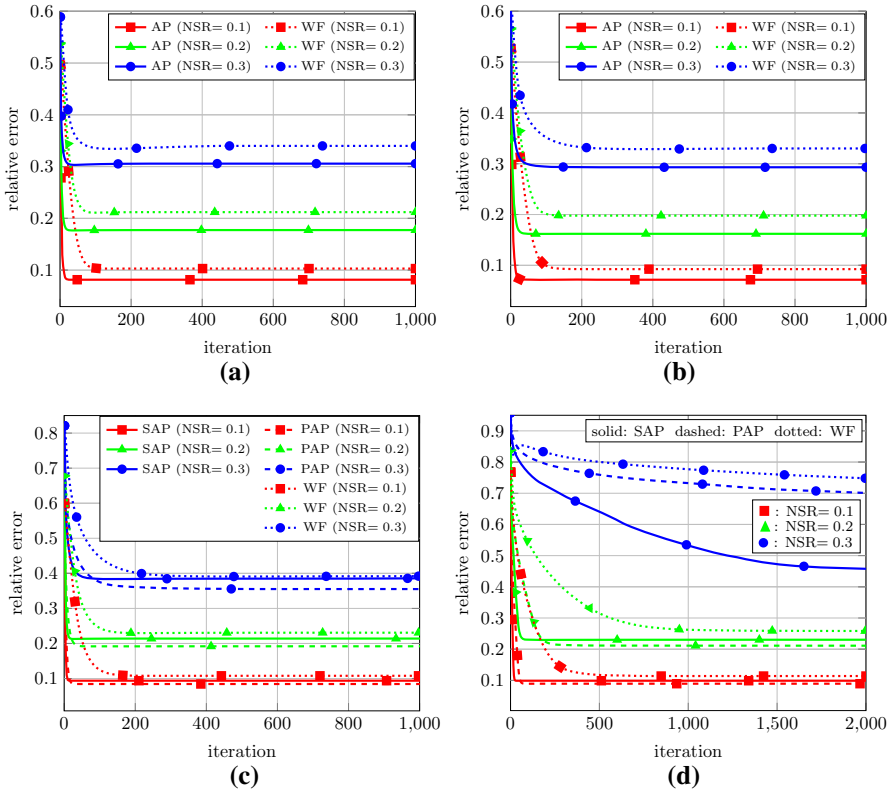 0.6
0.5
0.4
0.3
0.2
0.1
relative error
AP (NSR= 0.1)
AP (NSR= 0.2)
AP (NSR= 0.3)
WF (NSR= 0.1)
WF (NSR= 0.2)
WF (NSR= 0.3)
0 200 400 600 800 1,000
iteration
(a)
0.6
0.5
0.4
0.3
0.2
0.1
relative error
AP (NSR= 0.1)
AP (NSR= 0.2)
AP (NSR= 0.3)
WF (NSR= 0.1)
WF (NSR= 0.2)
WF (NSR= 0.3)
0 200 400 600 800 1,000
iteration
(b)
0.8
0.7
0.6
0.5
0.4
0.3
0.2
0.1
relative error
SAP (NSR= 0.1)
SAP (NSR= 0.2)
SAP (NSR= 0.3)
PAP (NSR= 0.1)
PAP (NSR= 0.2)
PAP (NSR= 0.3)
WF (NSR= 0.1)
WF (NSR= 0.2)
WF (NSR= 0.3)
0 200 400 600 800 1,000
iteration
(c)
0.9
0.8
0.7
0.6
0.5
0.4
0.3
0.2
0.1
relative error
solid: SAP dashed: PAP dotted: WF
: NSR= 0.1
: NSR= 0.2
: NSR= 0.3
0 500 1,000 1,500 2,000
iteration
(d)